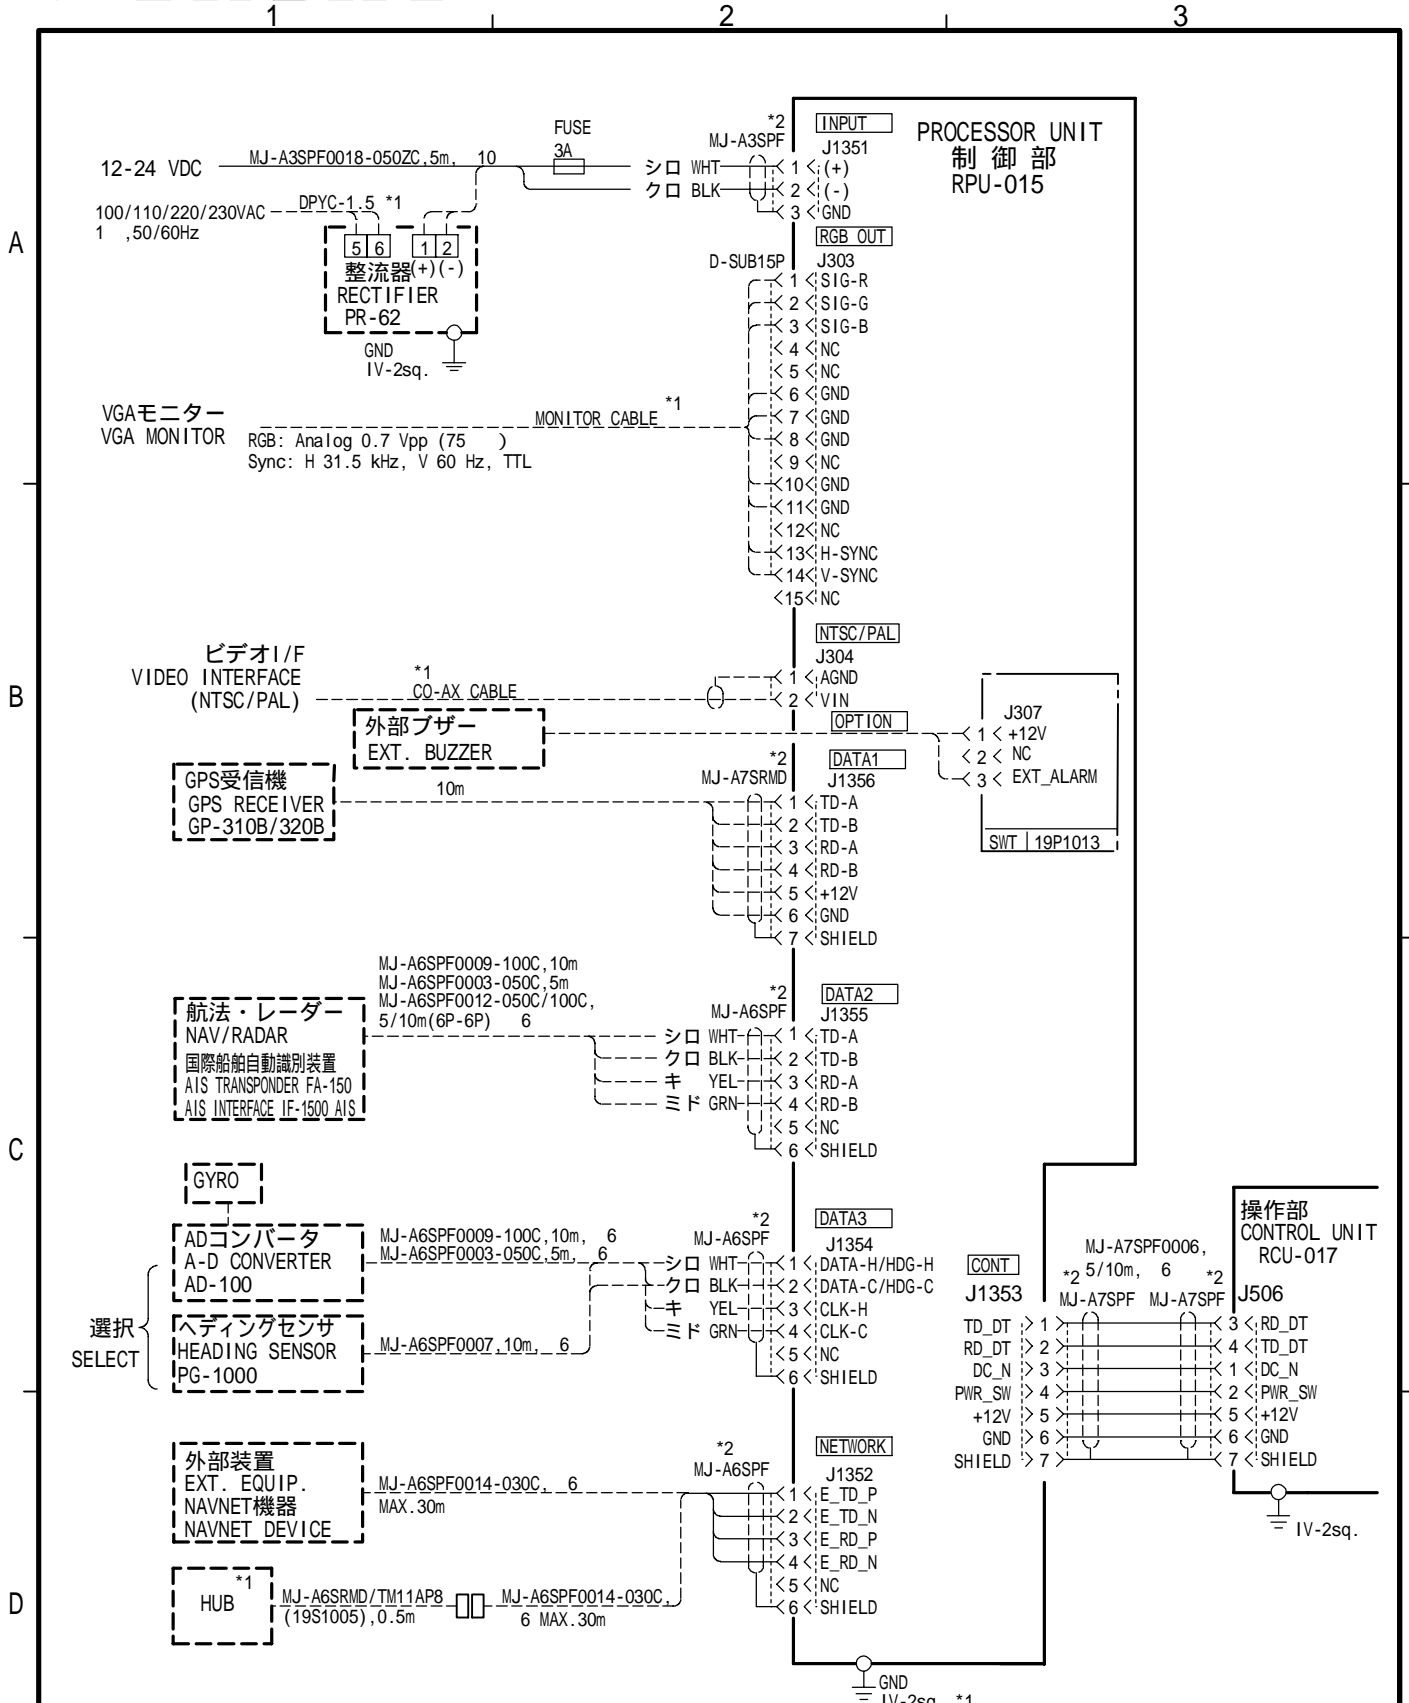 1
2
3
A
B
C
D
PROCESSOR UNIT
制 御 部
RPU-015
12-24 VDC
MJ-A3SPF0018-050ZC,5m, 10
FUSE
3A
シロ WHT
クロ BLK
*2
MJ-A3SPF
INPUT
J1351
1 (+)
2 (-)
3 GND
100/110/220/230VAC
1 ,50/60Hz
DPYC-1.5 *1
5 6 1 2
整流器(+)(-)
RECTIFIER
PR-62
GND
IV-2sq.
RGB OUT
D-SUB15P J303
1 SIG-R
2 SIG-G
3 SIG-B
4 NC
5 NC
6 GND
7 GND
8 GND
9 NC
10 GND
11 GND
12 NC
13 H-SYNC
14 V-SYNC
15 NC
VGAモニター
VGA MONITOR
MONITOR CABLE *1
RGB: Analog 0.7 Vpp (75 )
Sync: H 31.5 kHz, V 60 Hz, TTL
ビデオI/F
VIDEO INTERFACE
(NTSC/PAL)
*1
CO-AX CABLE
NTSC/PAL
J304
1 AGND
2 VIN
外部ブザー
EXT. BUZZER
OPTION
J307
1 +12V
2 NC
3 EXT_ALARM
SWT 19P1013
GPS受信機
GPS RECEIVER
GP-310B/320B
10m
*2
MJ-A7SRMD
DATA1
J1356
1 TD-A
2 TD-B
3 RD-A
4 RD-B
5 +12V
6 GND
7 SHIELD
航法・レーダー
NAV/RADAR
国際船舶自動識別装置
AIS TRANSPONDER FA-150
AIS INTERFACE IF-1500 AIS
MJ-A6SPF0009-100C,10m
MJ-A6SPF0003-050C,5m
MJ-A6SPF0012-050C/100C,
5/10m(6P-6P) 6
*2
MJ-A6SPF
DATA2
J1355
シロ WHT 1 TD-A
クロ BLK 2 TD-B
キ YEL 3 RD-A
ミド GRN 4 RD-B
5 NC
6 SHIELD
GYRO
ADコンバータ
A-D CONVERTER
AD-100
選択
SELECT
ヘディングセンサ
HEADING SENSOR
PG-1000
MJ-A6SPF0009-100C,10m, 6
MJ-A6SPF0003-050C,5m, 6
MJ-A6SPF0007,10m, 6
*2
MJ-A6SPF
DATA3
J1354
シロ WHT 1 DATA-H/HDG-H
クロ BLK 2 DATA-C/HDG-C
キ YEL 3 CLK-H
ミド GRN 4 CLK-C
5 NC
6 SHIELD
CONT
J1353
TD_DT 1
RD_DT 2
DC_N 3
PWR_SW 4
+12V 5
GND 6
SHIELD 7
MJ-A7SPF0006,
*2 5/10m, 6 *2
MJ-A7SPF MJ-A7SPF
操作部
CONTROL UNIT
RCU-017
J506
3 RD_DT
4 TD_DT
1 DC_N
2 PWR_SW
5 +12V
6 GND
7 SHIELD
IV-2sq.
外部装置
EXT. EQUIP.
NAVNET機器
NAVNET DEVICE
MJ-A6SPF0014-030C, 6
MAX.30m
*2
MJ-A6SPF
NETWORK
J1352
1 E_TD_P
2 E_TD_N
3 E_RD_P
4 E_RD_N
5 NC
6 SHIELD
HUB *1
MJ-A6SRMD/TM11AP8
(19S1005),0.5m
MJ-A6SPF0014-030C,
6 MAX.30m
GND
IV-2sq. *1